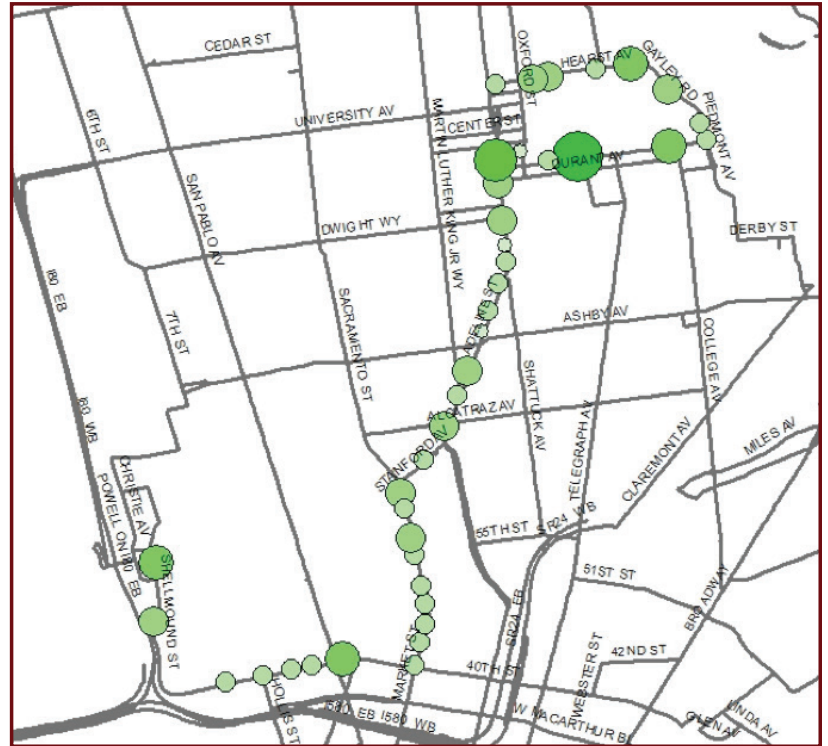 CEDAR ST
OXFORD ST
HEARST AV
GAYLEY RD
PIEDMONT AV
6TH ST
UNIVERSITY AV
MARTIN LUTHER KING JR WY
CENTER ST
DURANT AV
SAN PABLO AV
DWIGHT WY
DERBY ST
I80 EB
7TH ST
SACRAMENTO ST
ADELINE ST
ASHBY AV
SHATTUCK AV
COLLEGE AV
I80 WB
ALCATRAZ AV
TELEGRAPH AV
CLAREMONT AV
MILES AV
STANFORD AV
CHRISTIE AV
POWELL ON I80 EB
SHELLMOUND ST
55TH ST
SR24 WB
51ST ST
BROADWAY
SR24 EB
MARKET ST
WEBSTER ST
42ND ST
40TH ST
HOLLIS ST
I580 EB
I580 WB
W MACARTHUR BL
GLEN AV
LINDA AV